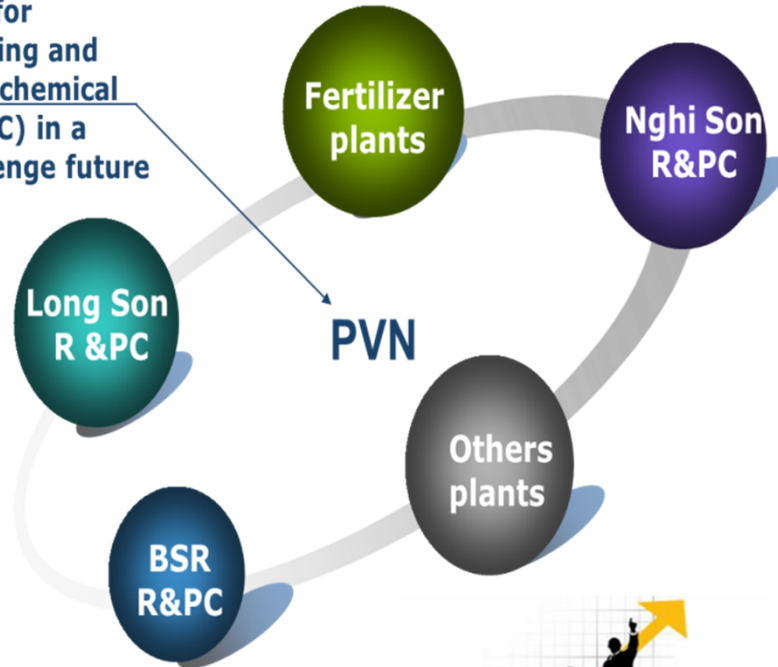 for
ing and
chemical
C) in a
enge future
Fertilizer
plants
Nghi Son
R&PC
Long Son
R &PC
PVN
Others
plants
BSR
R&PC